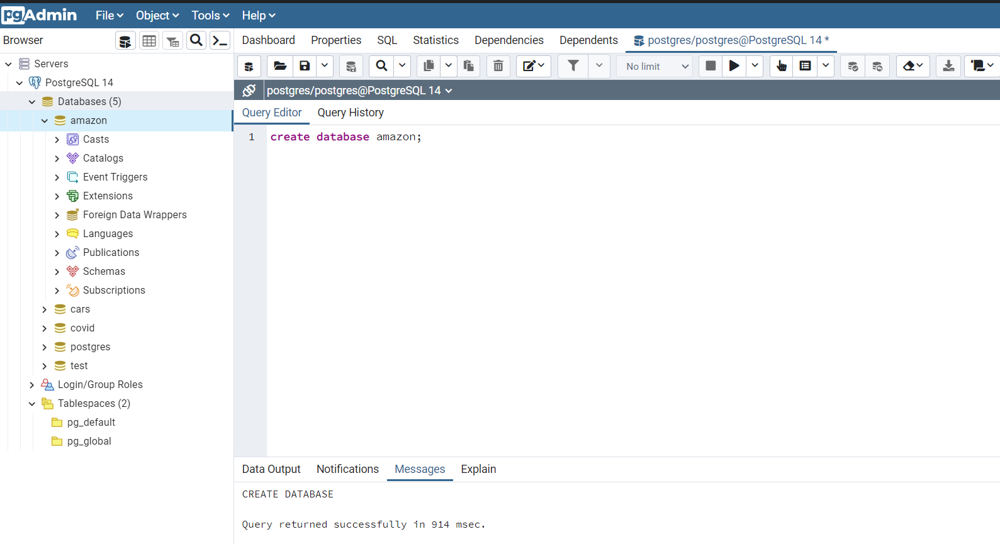 pgAdmin File Object Tools Help
Browser
Dashboard Properties SQL Statistics Dependencies Dependents postgres/postgres@PostgreSQL 14 *
No limit
postgres/postgres@PostgreSQL 14
Query Editor Query History
1 create database amazon;
Servers
PostgreSQL 14
Databases (5)
amazon
Casts
Catalogs
Event Triggers
Extensions
Foreign Data Wrappers
Languages
Publications
Schemas
Subscriptions
cars
covid
postgres
test
Login/Group Roles
Tablespaces (2)
pg_default
pg_global
Data Output Notifications Messages Explain
CREATE DATABASE
Query returned successfully in 914 msec.